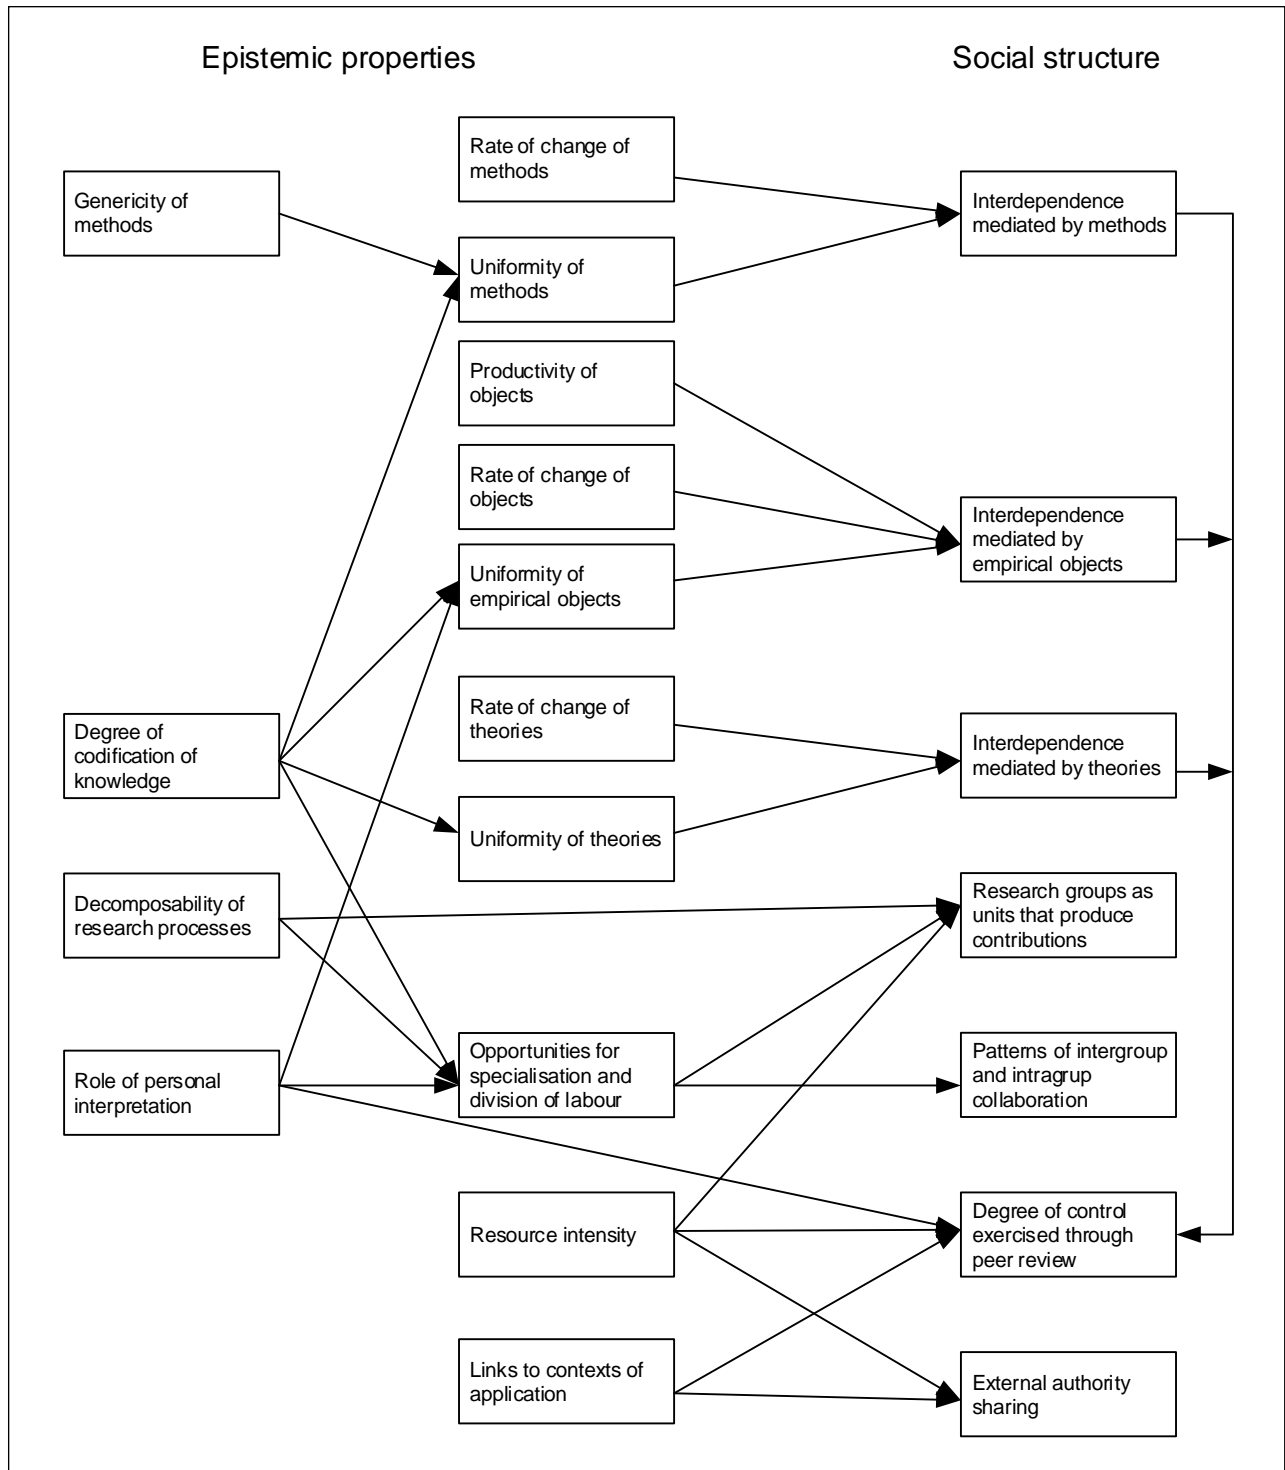 Epistemic properties
Social structure
Rate of change of
methods
Genericity of
methods
Interdependence
mediated by methods
Uniformity of
methods
Productivity of
objects
Rate of change of
objects
Interdependence
mediated by
empirical objects
Uniformity of
empirical objects
Rate of change of
theories
Degree of
codification of
knowledge
Interdependence
mediated by theories
Uniformity of theories
Decomposability of
research processes
Research groups as
units that produce
contributions
Role of personal
interpretation
Opportunities for
specialisation and
division of labour
Patterns of intergroup
and intragrup
collaboration
Resource intensity
Degree of control
exercised through
peer review
Links to contexts of
application
External authority
sharing